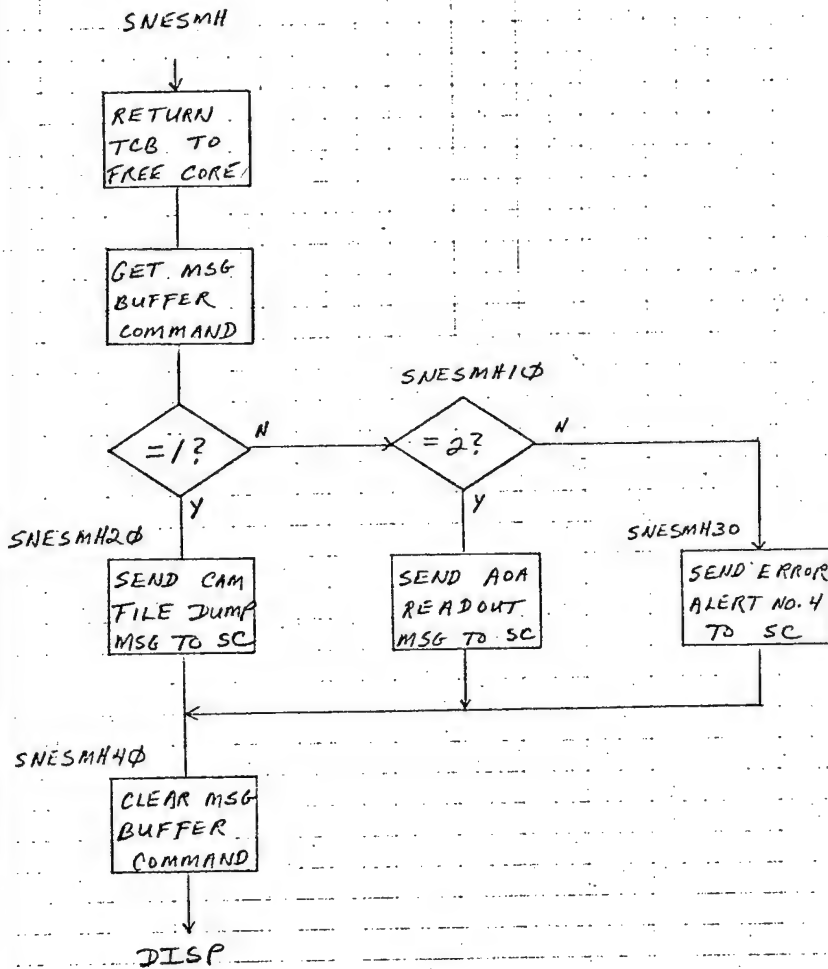 SNESMH
RETURN
TCB TO
FREE CORE
GET MSG
BUFFER
COMMAND
SNESMH1Ø
=1?
N
=2?
N
Y
Y
SNESMH2Ø
SEND CAM
FILE DUMP
MSG TO SC
SEND AOA
READOUT
MSG TO SC
SNESMH30
SEND ERROR
ALERT NO. 4
TO SC
SNESMH4Ø
CLEAR MSG
BUFFER
COMMAND
DISP